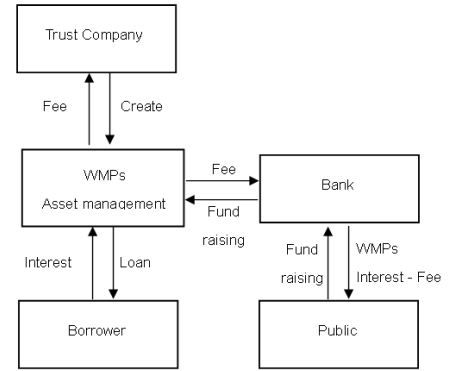 Trust Company
Fee
Create
WMPs
Asset management
Fee
Bank
Fund
raising
Interest
Loan
Fund
raising
WMPs
Interest - Fee
Borrower
Public